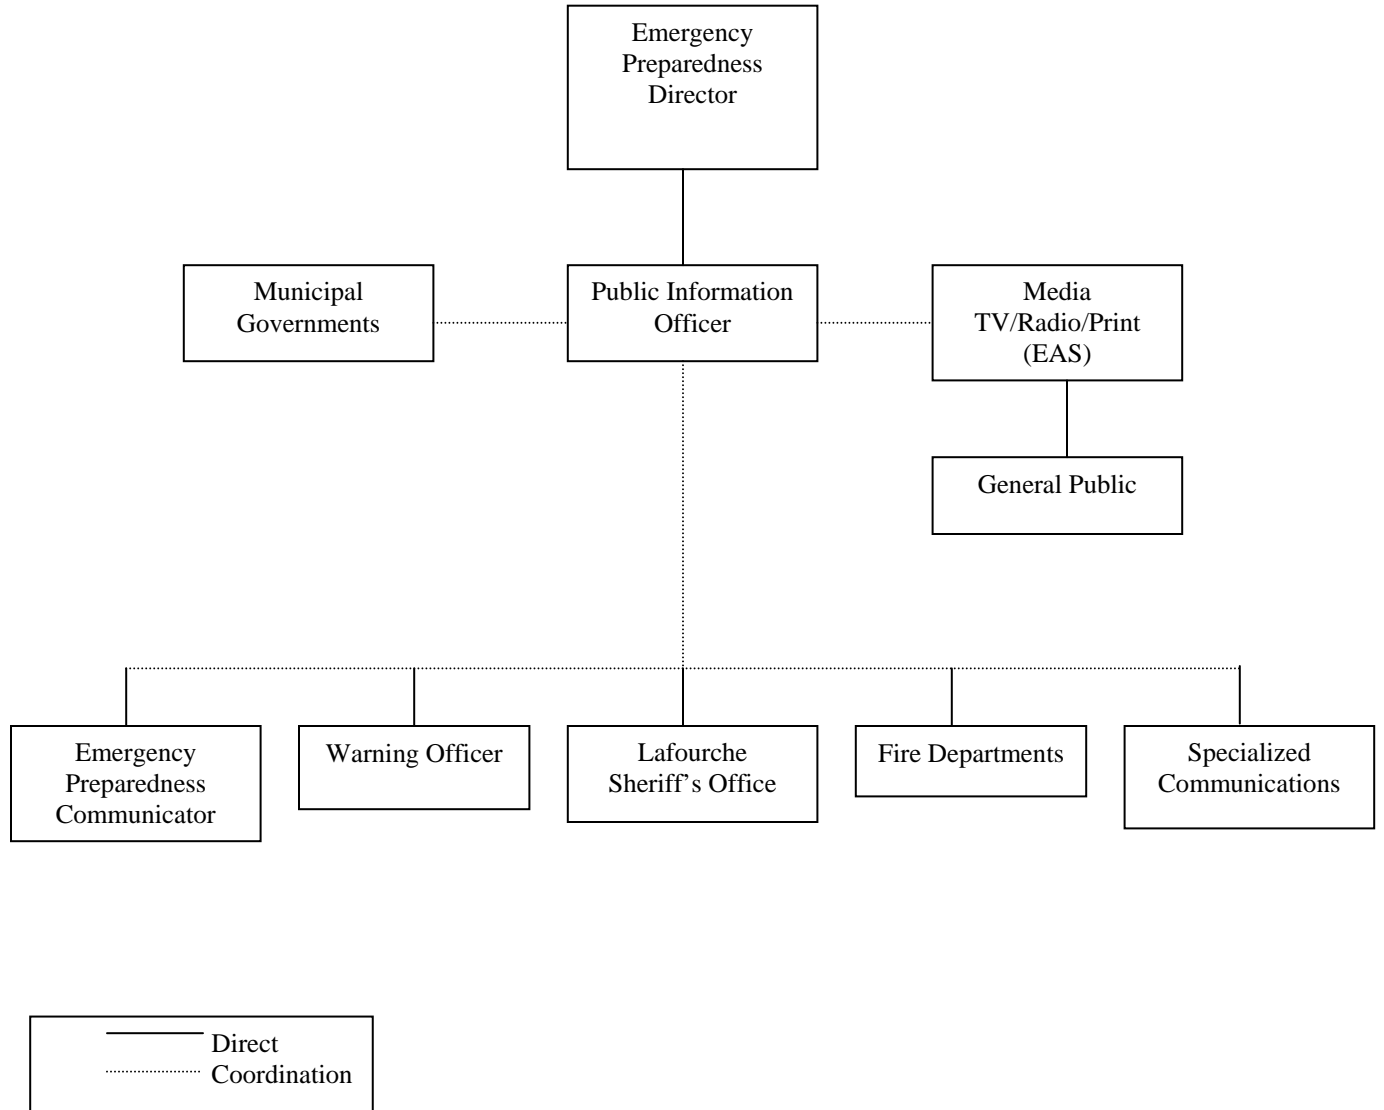 Emergency
Preparedness
Director
Municipal
Governments
Public Information
Officer
Media
TV/Radio/Print
(EAS)
General Public
Emergency
Preparedness
Communicator
Warning Officer
Lafourche
Sheriff’s Office
Fire Departments
Specialized
Communications
Direct
Coordination